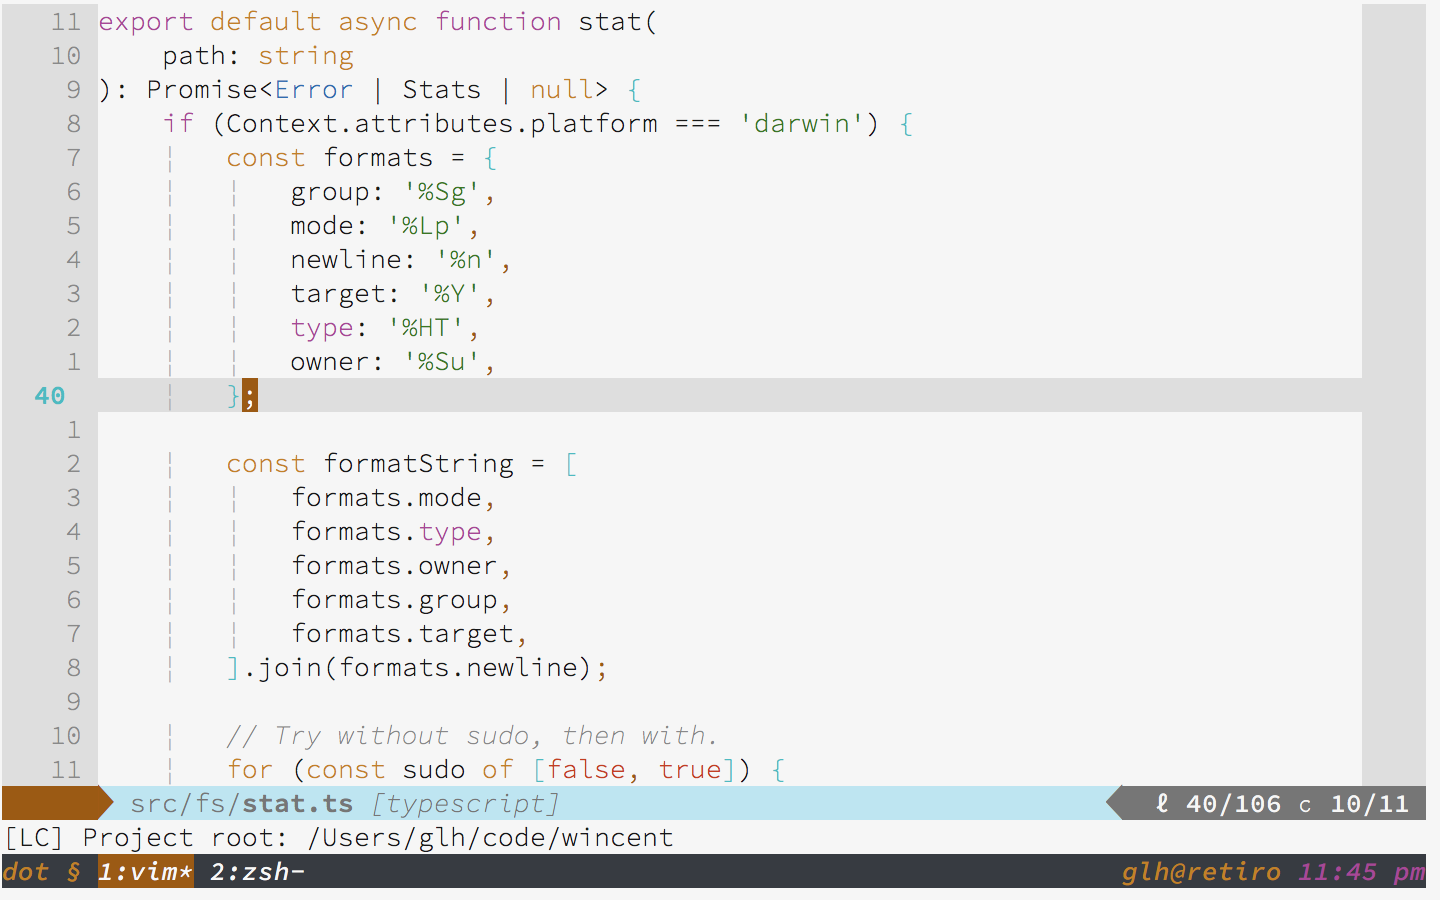 11 export default async function stat(
10     path: string
9 ): Promise<Error | Stats | null> {
8     if (Context.attributes.platform === 'darwin') {
7         const formats = {
6             group: '%Sg',
5             mode: '%Lp',
4             newline: '%n',
3             target: '%Y',
2             type: '%HT',
1             owner: '%Su',
40         };
1
2         const formatString = [
3             formats.mode,
4             formats.type,
5             formats.owner,
6             formats.group,
7             formats.target,
8         ].join(formats.newline);
9
10         // Try without sudo, then with.
11         for (const sudo of [false, true]) {
src/fs/stat.ts [typescript] ℓ 40/106 c 10/11
[LC] Project root: /Users/glh/code/wincent
dot § 1:vim* 2:zsh- glh@retiro 11:45 pm